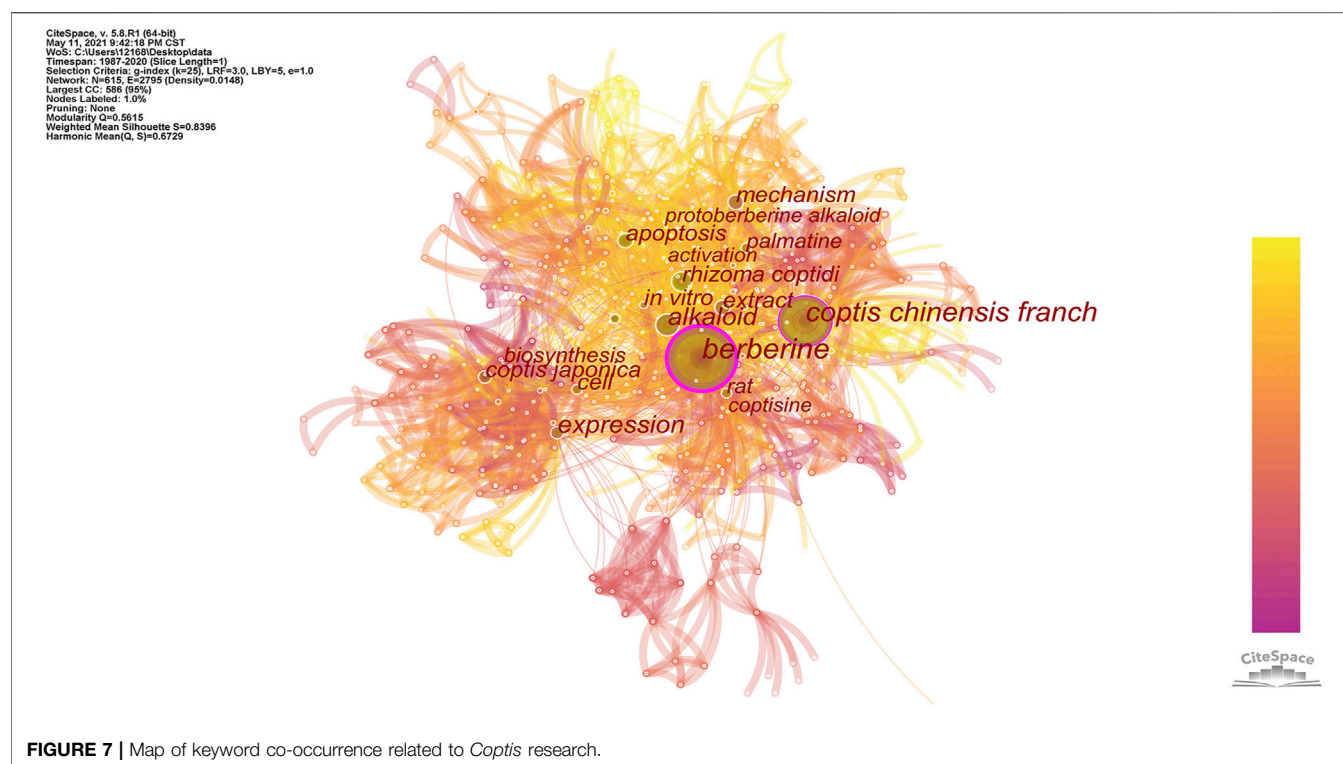 CiteSpace, v. 5.8.R1 (64-bit)
May 11, 2021 9:42:18 PM CST
WoS: C:\Users\12168\Desktop\data
Timespan: 1987-2020 (Slice Length=1)
Selection Criteria: g-index (k=25), LRF=3.0, LBY=5, e=1.0
Network: N=615, E=2795 (Density=0.0148)
Largest CC: 586 (95%)
Nodes Labeled: 1.0%
Pruning: None
Modularity Q=0.5615
Weighted Mean Silhouette S=0.8396
Harmonic Mean(Q, S)=0.6729
mechanism
protoberberine alkaloid
apoptosis
palmatine
activation
rhizoma coptidi
in vitro
extract
coptis chinensis franch
alkaloid
berberine
biosynthesis
coptis japonica
cell
rat
coptisine
expression
CiteSpace
FIGURE 7 | Map of keyword co-occurrence related to Coptis research.